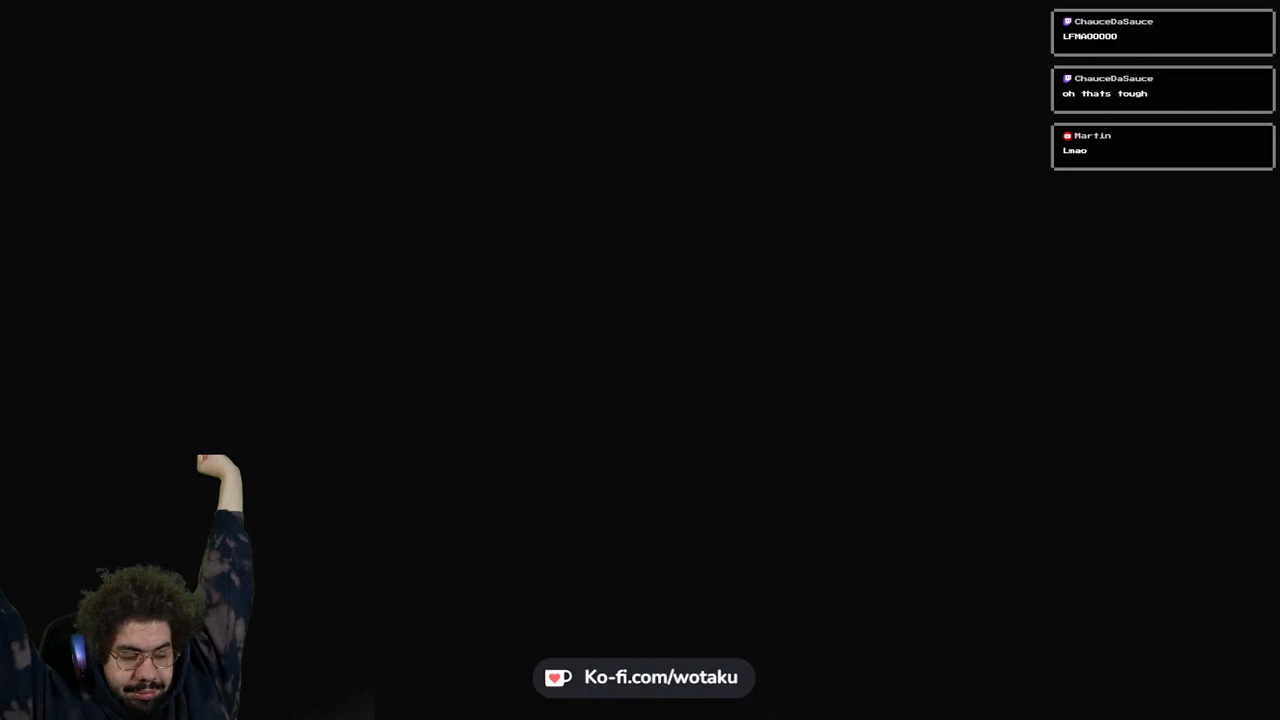 ChauceDaSauce
LFMAOOOOO
ChauceDaSauce
oh thats tough
Martin
Lmao
Ko-fi.com/wotaku